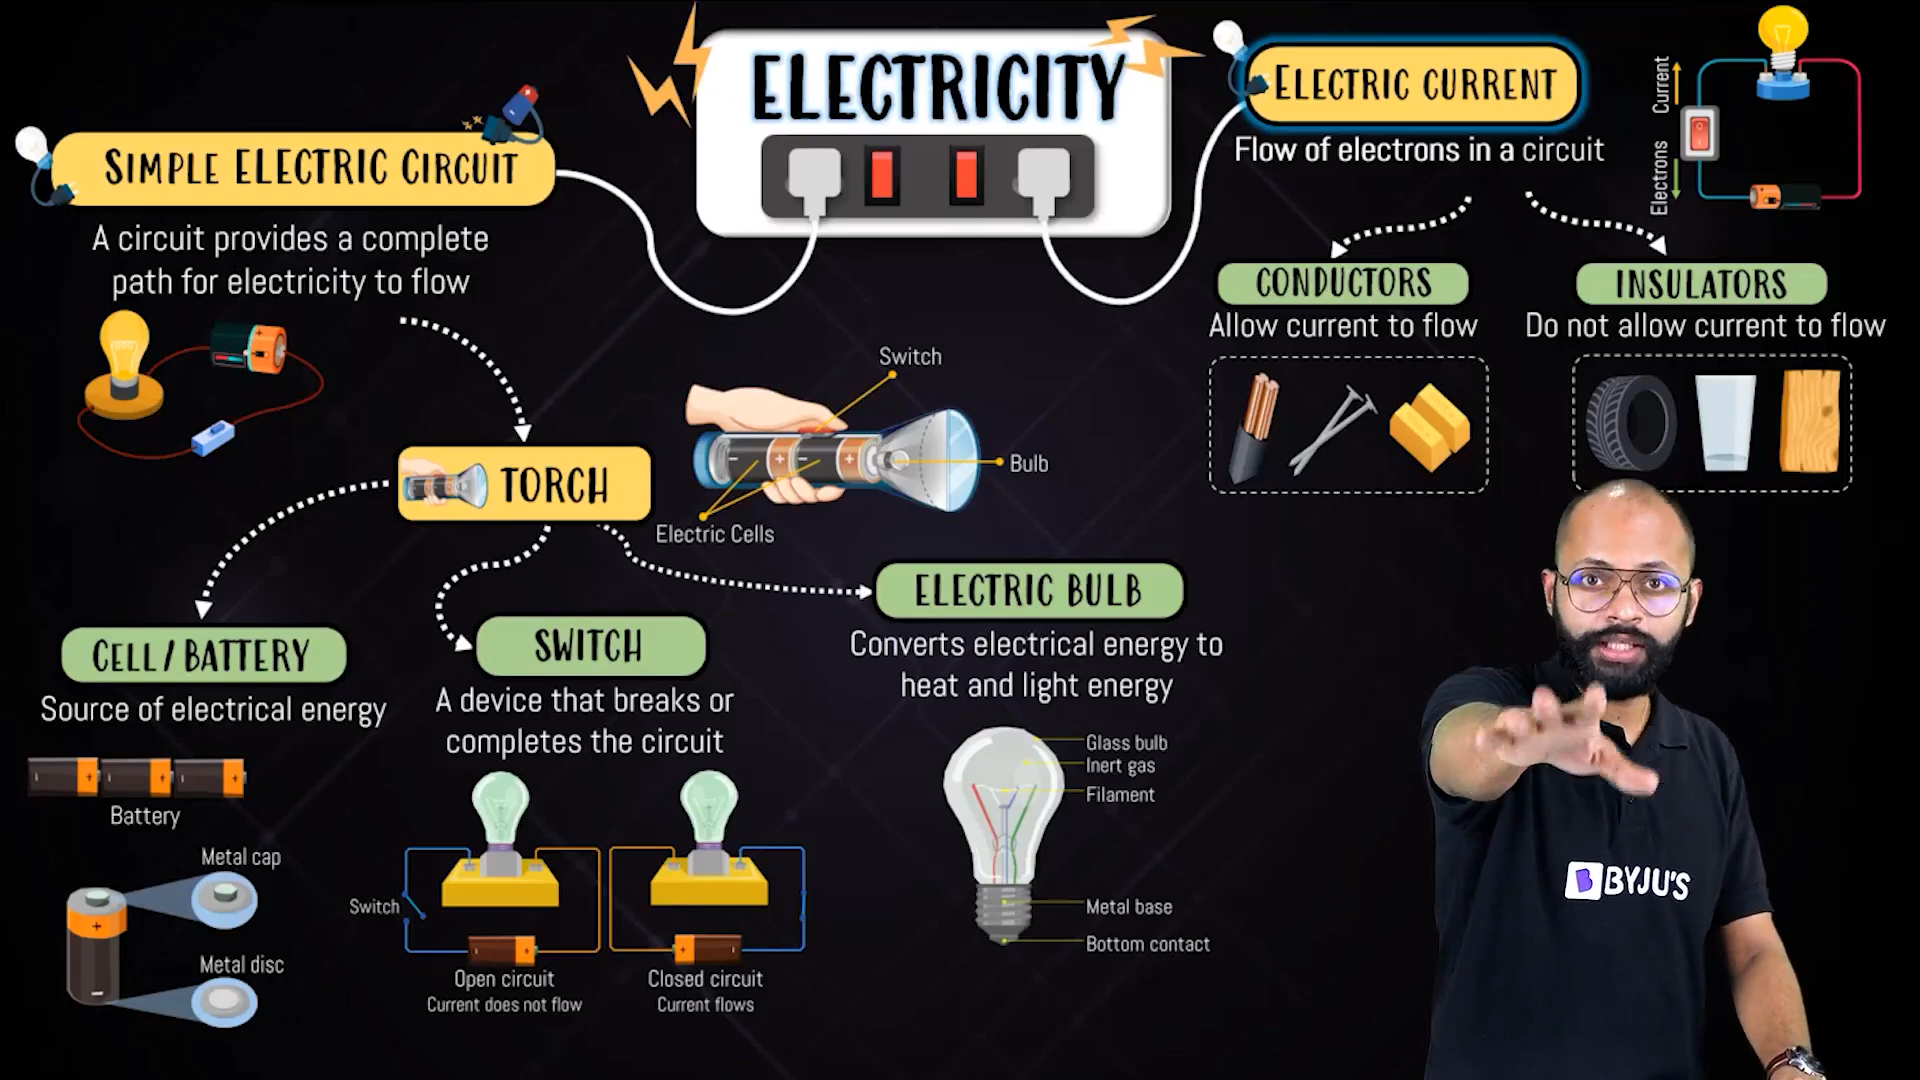 ELECTRICITY
SIMPLE ELECTRIC CIRCUIT
A circuit provides a complete
path for electricity to flow
TORCH
Switch
Bulb
Electric Cells
CELL/BATTERY
Source of electrical energy
Battery
Metal cap
+
-
Metal disc
SWITCH
A device that breaks or
completes the circuit
Switch
Open circuit
Current does not flow
Closed circuit
Current flows
ELECTRIC BULB
Converts electrical energy to
heat and light energy
Glass bulb
Inert gas
Filament
Metal base
Bottom contact
ELECTRIC CURRENT
Flow of electrons in a circuit
Current
Electrons
CONDUCTORS
Allow current to flow
INSULATORS
Do not allow current to flow
B BYJU'S